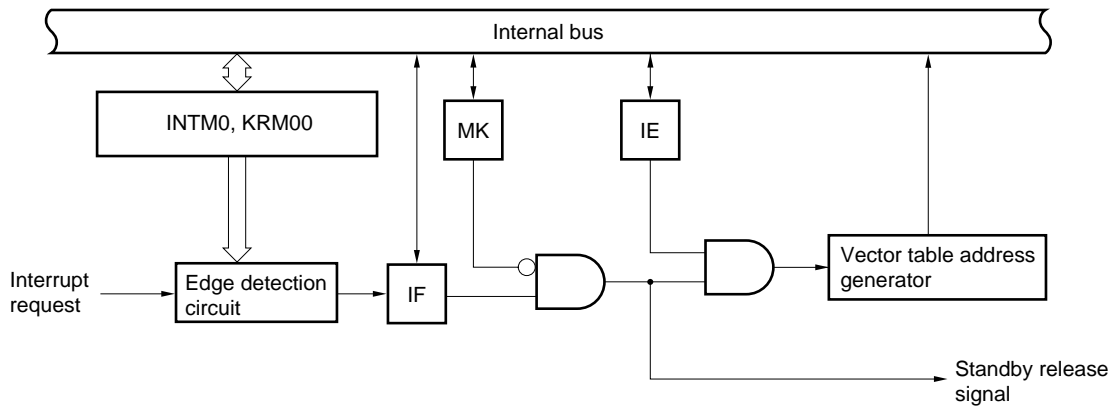 Internal bus
INTM0, KRM00
MK
IE
Interrupt
request
Edge detection
circuit
IF
Vector table address
generator
Standby release
signal